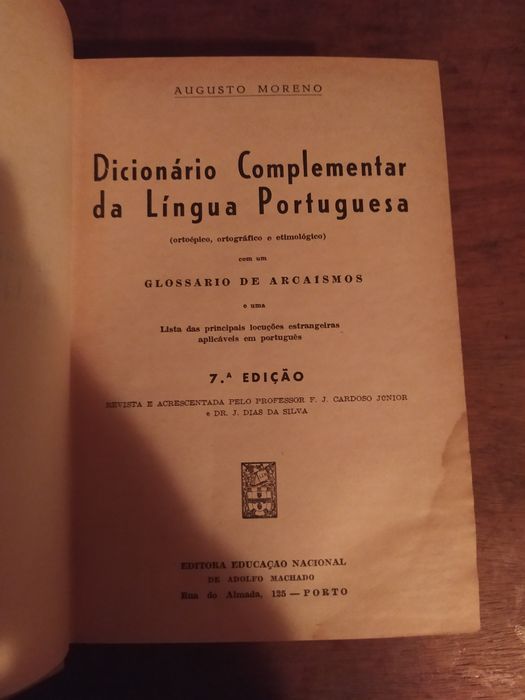 AUGUSTO MORENO
Dicionário Complementar
da Língua Portuguesa
(ortoépico, ortográfico e etimológico)
com um
GLOSSARIO DE ARCAÍSMOS
e uma
Lista das principais locuções estrangeiras
aplicáveis em português
7.ª EDIÇÃO
REVISTA E ACRESCENTADA PELO PROFESSOR F. J. CARDOSO JÚNIOR
e DR. J. DIAS DA SILVA
EDITORA EDUCAÇÃO NACIONAL
DE ADOLFO MACHADO
Rua do Almada, 125 — PORTO